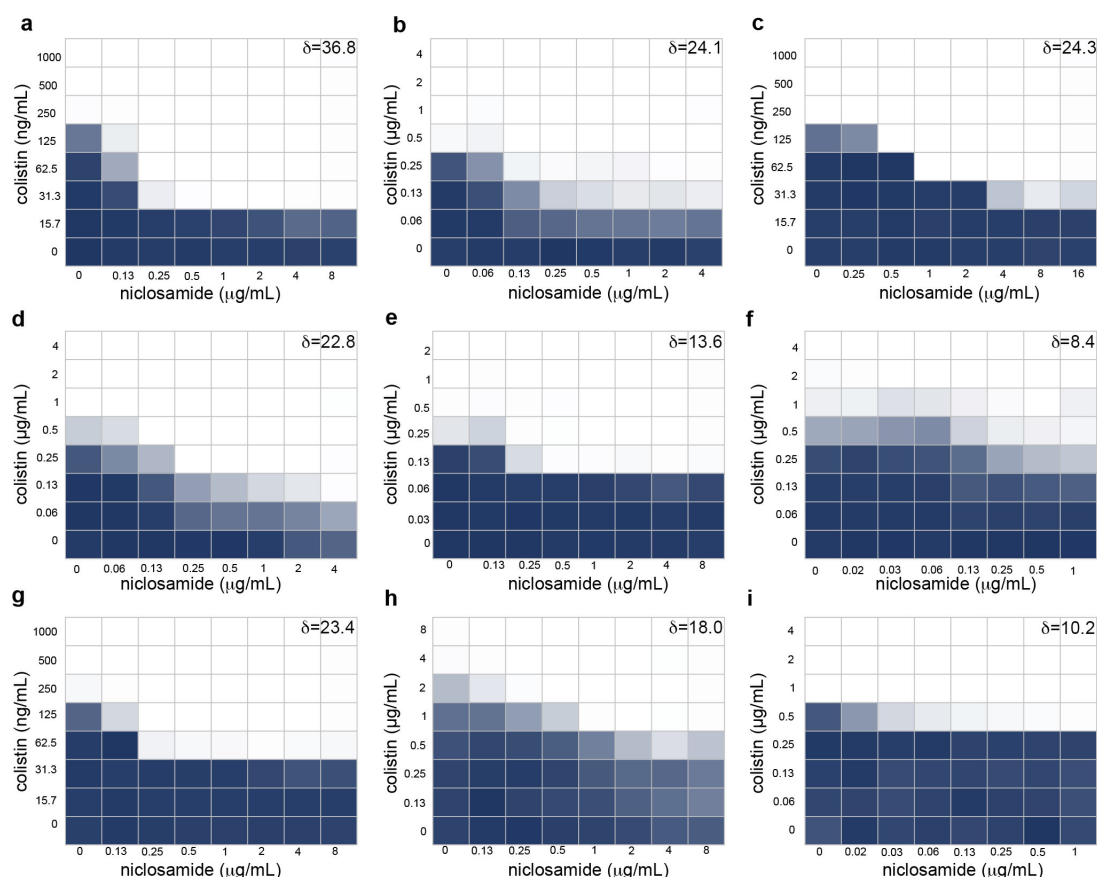 a
δ=36.8
colistin (ng/mL)
1000
500
250
125
62.5
31.3
15.7
0
0 0.13 0.25 0.5 1 2 4 8
niclosamide (μg/mL)
b
δ=24.1
colistin (μg/mL)
4
2
1
0.5
0.25
0.13
0.06
0
0 0.06 0.13 0.25 0.5 1 2 4
niclosamide (μg/mL)
c
δ=24.3
colistin (ng/mL)
1000
500
250
125
62.5
31.3
15.7
0
0 0.25 0.5 1 2 4 8 16
niclosamide (μg/mL)
d
δ=22.8
colistin (μg/mL)
4
2
1
0.5
0.25
0.13
0.06
0
0 0.06 0.13 0.25 0.5 1 2 4
niclosamide (μg/mL)
e
δ=13.6
colistin (μg/mL)
2
1
0.5
0.25
0.13
0.06
0.03
0
0 0.13 0.25 0.5 1 2 4 8
niclosamide (μg/mL)
f
δ=8.4
colistin (μg/mL)
4
2
1
0.5
0.25
0.13
0.06
0
0 0.02 0.03 0.06 0.13 0.25 0.5 1
niclosamide (μg/mL)
g
δ=23.4
colistin (ng/mL)
1000
500
250
125
62.5
31.3
15.7
0
0 0.13 0.25 0.5 1 2 4 8
niclosamide (μg/mL)
h
δ=18.0
colistin (μg/mL)
8
4
2
1
0.5
0.25
0.13
0
0 0.13 0.25 0.5 1 2 4 8
niclosamide (μg/mL)
i
δ=10.2
colistin (μg/mL)
4
2
1
0.5
0.25
0.13
0.06
0
0 0.02 0.03 0.06 0.13 0.25 0.5 1
niclosamide (μg/mL)